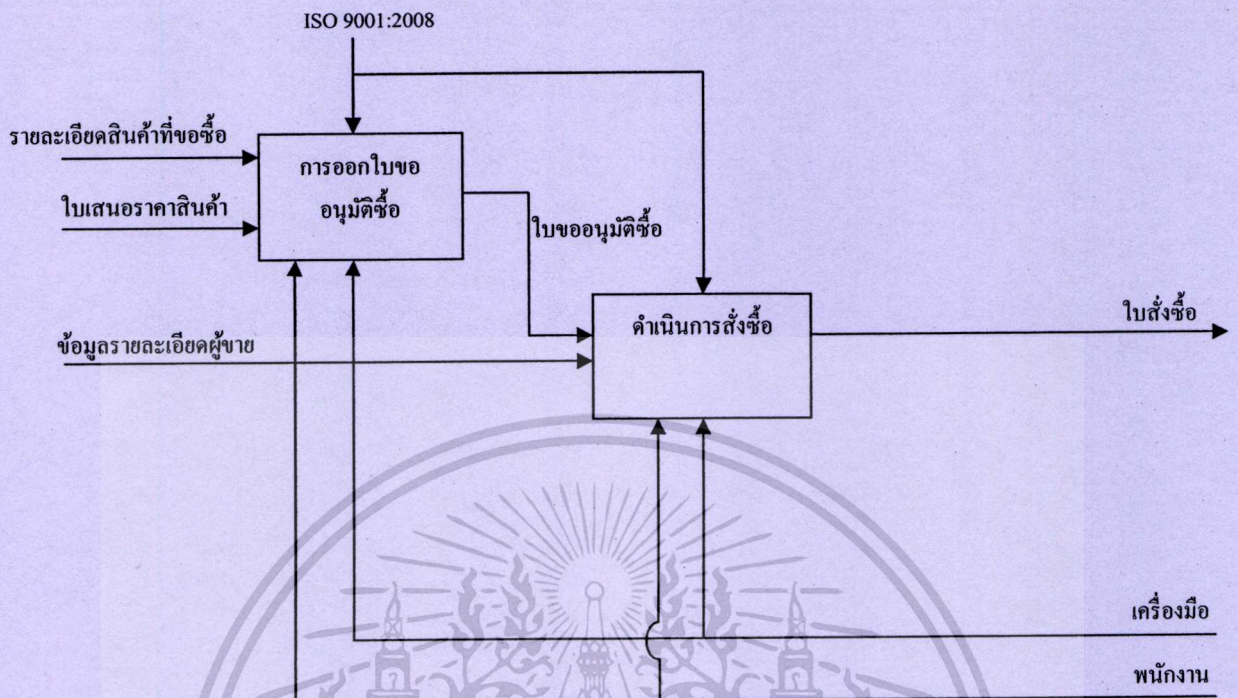 ISO 9001:2008
รายละเอียดสินค้าที่ขอซื้อ
การออกใบขอ
อนุมัติซื้อ
ใบเสนอราคาสินค้า
ใบขออนุมัติซื้อ
ใบสั่งซื้อ
ดำเนินการสั่งซื้อ
ข้อมูลรายละเอียดผู้ขาย
เครื่องมือ
พนักงาน